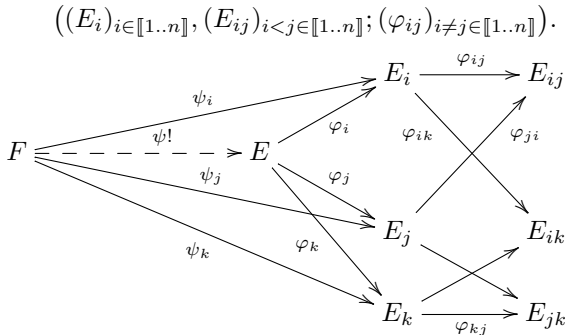 ((E_i)_{i∈⟦1..n⟧}, (E_{ij})_{i<j∈⟦1..n⟧}; (φ_{ij})_{i≠j∈⟦1..n⟧}).
E_i φ_{ij} E_{ij}
ψ_i
φ_i φ_{ik} φ_{ji}
F ψ! E
ψ_j φ_j
ψ_k φ_k E_j E_{ik}
E_k φ_{kj} E_{jk}